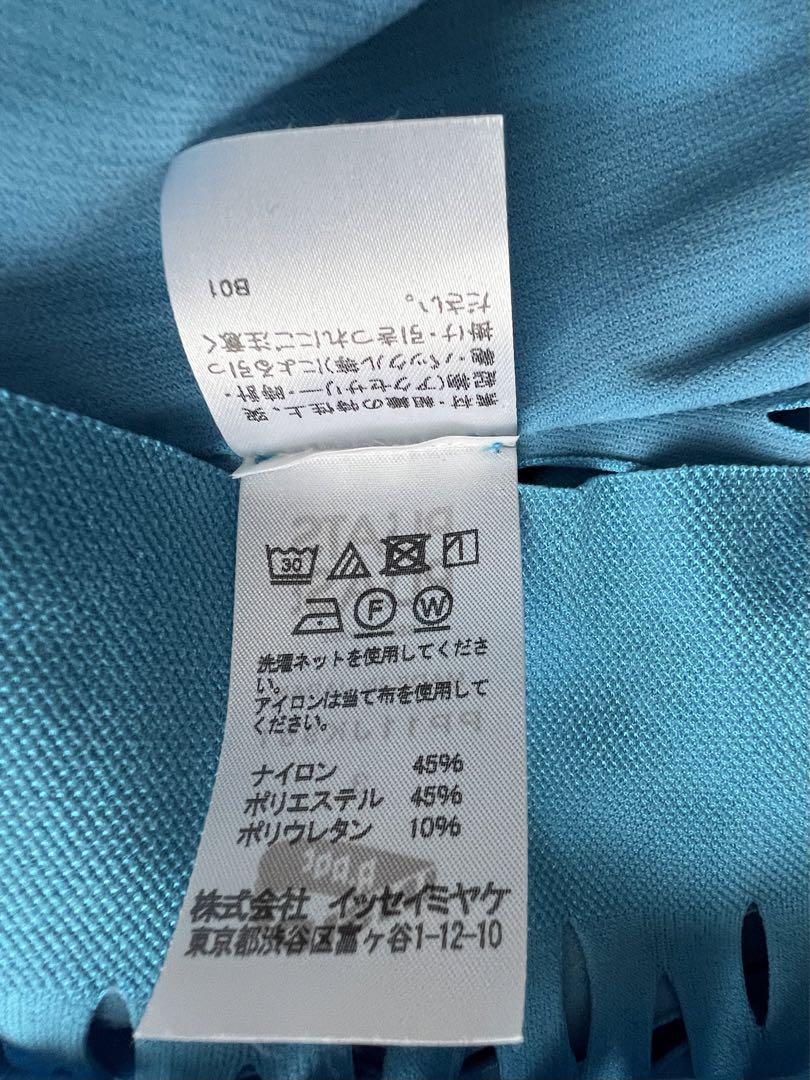 素材・組織の特性上、突
起物(アクセサリー・時計・
鞄・バックル等)による引っ
掛け・引きつれにご注意く
ださい。
B01
30
F W
洗濯ネットを使用してくださ
い。
アイロンは当て布を使用して
ください。
ナイロン 45%
ポリエステル 45%
ポリウレタン 10%
株式会社 イッセイミヤケ
東京都渋谷区富ヶ谷1-12-10